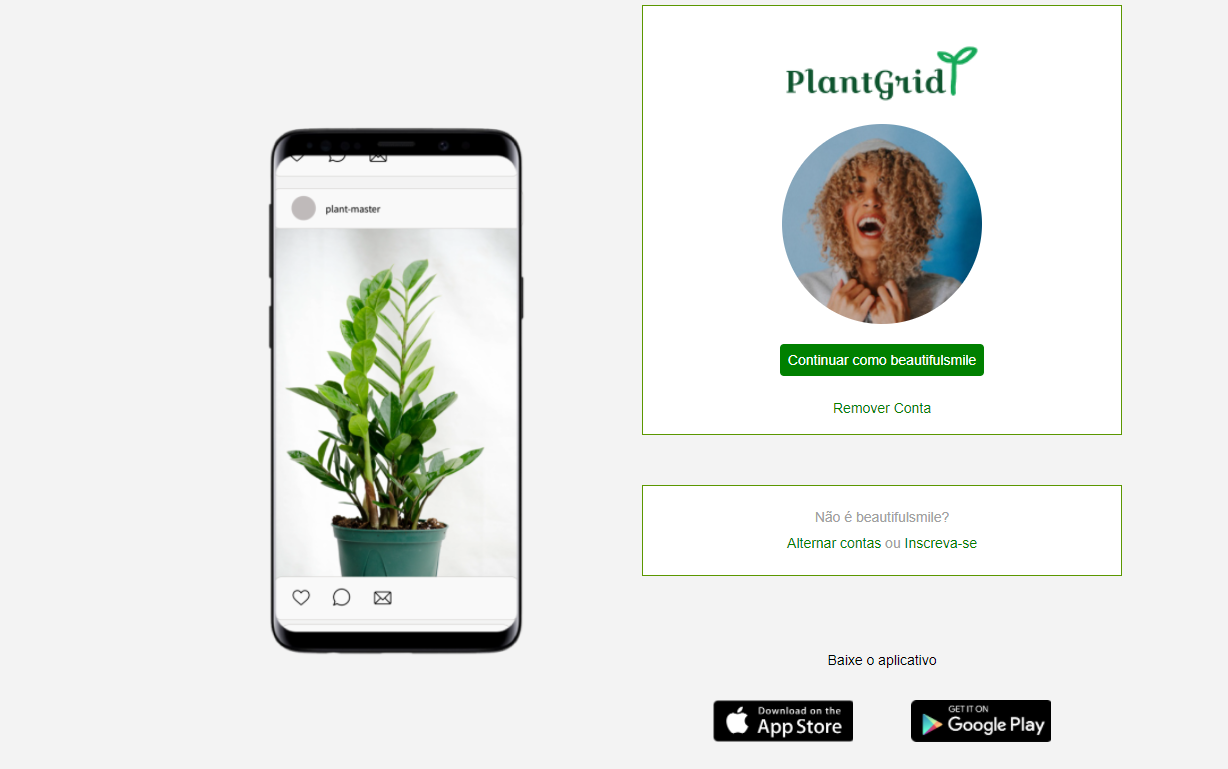 plant-master
PlantGrid
Continuar como beautifulsmile
Remover Conta
Não é beautifulsmile?
Alternar contas ou Inscreva-se
Baixe o aplicativo
Download on the
App Store
GET IT ON
Google Play